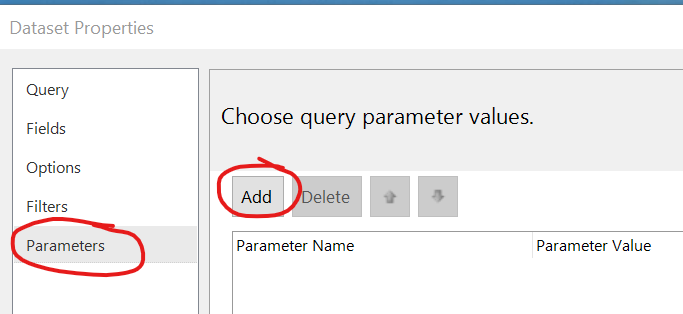 Dataset Properties
Query
Fields
Options
Filters
Parameters
Choose query parameter values.
Add Delete
Parameter Name Parameter Value